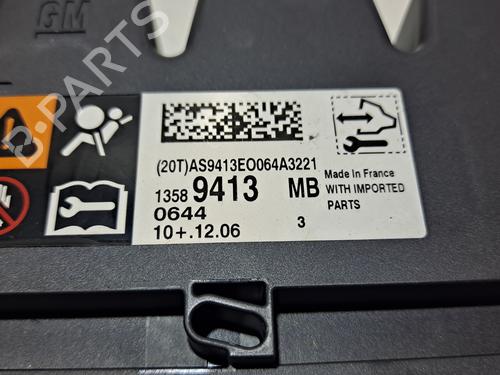 GM
B-PARTS
(20T)AS9413EO064A3221
1358 9413 MB
0644
10+.12.06 3
Made in France
WITH IMPORTED
PARTS